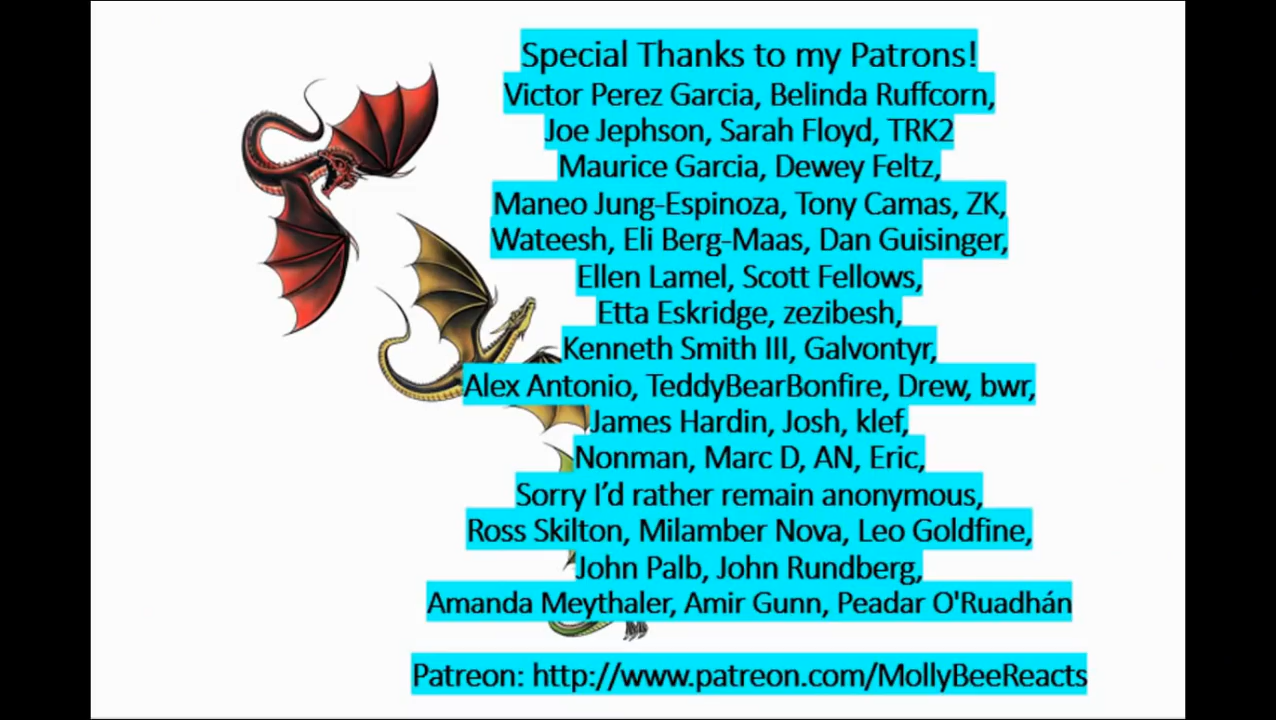 Special Thanks to my Patrons!
Victor Perez Garcia, Belinda Ruffcorn,
Joe Jephson, Sarah Floyd, TRK2
Maurice Garcia, Dewey Feltz,
Maneo Jung-Espinoza, Tony Camas, ZK,
Wateesh, Eli Berg-Maas, Dan Guisinger,
Ellen Lamel, Scott Fellows,
Etta Eskridge, zezibesh,
Kenneth Smith III, Galvontyr,
Alex Antonio, TeddyBearBonfire, Drew, bwr,
James Hardin, Josh, klef,
Nonman, Marc D, AN, Eric,
Sorry I’d rather remain anonymous,
Ross Skilton, Milamber Nova, Leo Goldfine,
John Palb, John Rundberg,
Amanda Meythaler, Amir Gunn, Peadar O'Ruadhán
Patreon: http://www.patreon.com/MollyBeeReacts